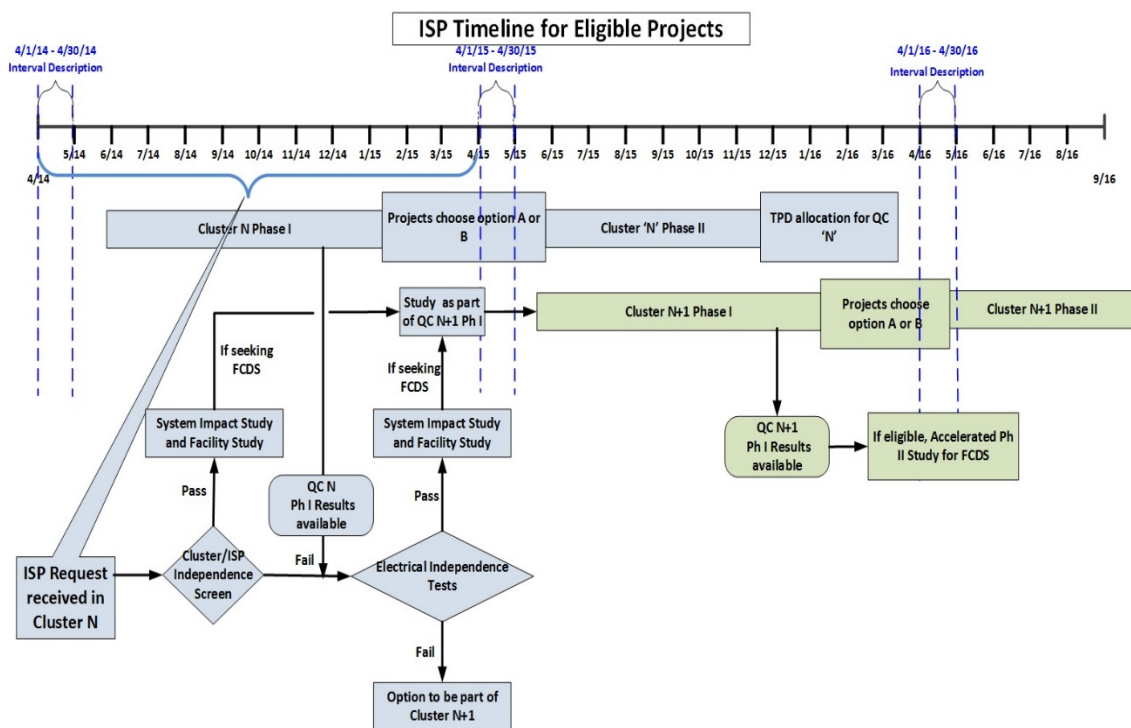 ISP Timeline for Eligible Projects
4/1/14 - 4/30/14
Interval Description
4/1/15 - 4/30/15
Interval Description
4/1/16 - 4/30/16
Interval Description
4/14
5/14
6/14
7/14
8/14
9/14
10/14
11/14
12/14
1/15
2/15
3/15
4/15
5/15
6/15
7/15
8/15
9/15
10/15
11/15
12/15
1/16
2/16
3/16
4/16
5/16
6/16
7/16
8/16
9/16
Cluster N Phase I
Projects choose option A or
B
Cluster ‘N’ Phase II
TPD allocation for QC
‘N’
Study as part
of QC N+1 Ph I
Cluster N+1 Phase I
Projects choose
option A or B
Cluster N+1 Phase II
If seeking
FCDS
If seeking
FCDS
System Impact Study
and Facility Study
System Impact Study
and Facility Study
QC N+1
Ph I Results
available
If eligible, Accelerated Ph
II Study for FCDS
Pass
QC N
Ph I Results
available
Pass
ISP Request
received in
Cluster N
Cluster/ISP
Independence
Screen
Fail
Electrical Independence
Tests
Fail
Option to be part of
Cluster N+1